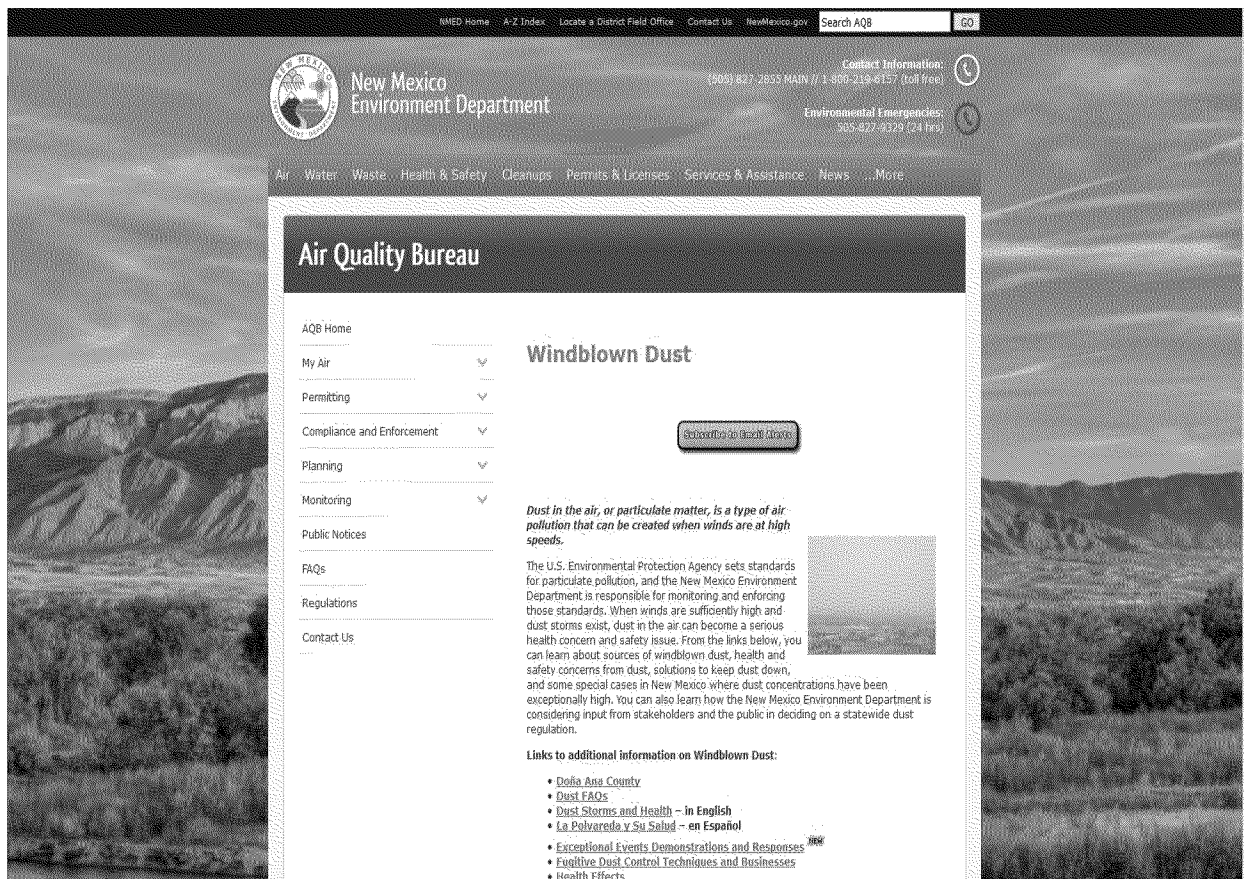 NMED Home A-Z Index Locate a District Field Office Contact Us NewMexico.gov Search AQB GO
NEW MEXICO
ENVIRONMENT DEPARTMENT
New Mexico
Environment Department
Contact Information:
(505) 827-2855 MAIN // 1-800-219-6157 (toll free)
Environmental Emergencies:
505-827-9329 (24 hrs)
Air Water Waste Health & Safety Cleanups Permits & Licenses Services & Assistance News ...More
Air Quality Bureau
AQB Home
My Air
Permitting
Compliance and Enforcement
Planning
Monitoring
Public Notices
FAQs
Regulations
Contact Us
Windblown Dust
Subscribe to Email Alerts
Dust in the air, or particulate matter, is a type of air
pollution that can be created when winds are at high
speeds.
The U.S. Environmental Protection Agency sets standards
for particulate pollution, and the New Mexico Environment
Department is responsible for monitoring and enforcing
those standards. When winds are sufficiently high and
dust storms exist, dust in the air can become a serious
health concern and safety issue. From the links below, you
can learn about sources of windblown dust, health and
safety concerns from dust, solutions to keep dust down,
and some special cases in New Mexico where dust concentrations have been
exceptionally high. You can also learn how the New Mexico Environment Department is
considering input from stakeholders and the public in deciding on a statewide dust
regulation.
Links to additional information on Windblown Dust:
• Doña Ana County
• Dust FAQs
• Dust Storms and Health – in English
• La Polvareda y Su Salud – en Español
• Exceptional Events Demonstrations and Responses NEW
• Fugitive Dust Control Techniques and Businesses
• Health Effects